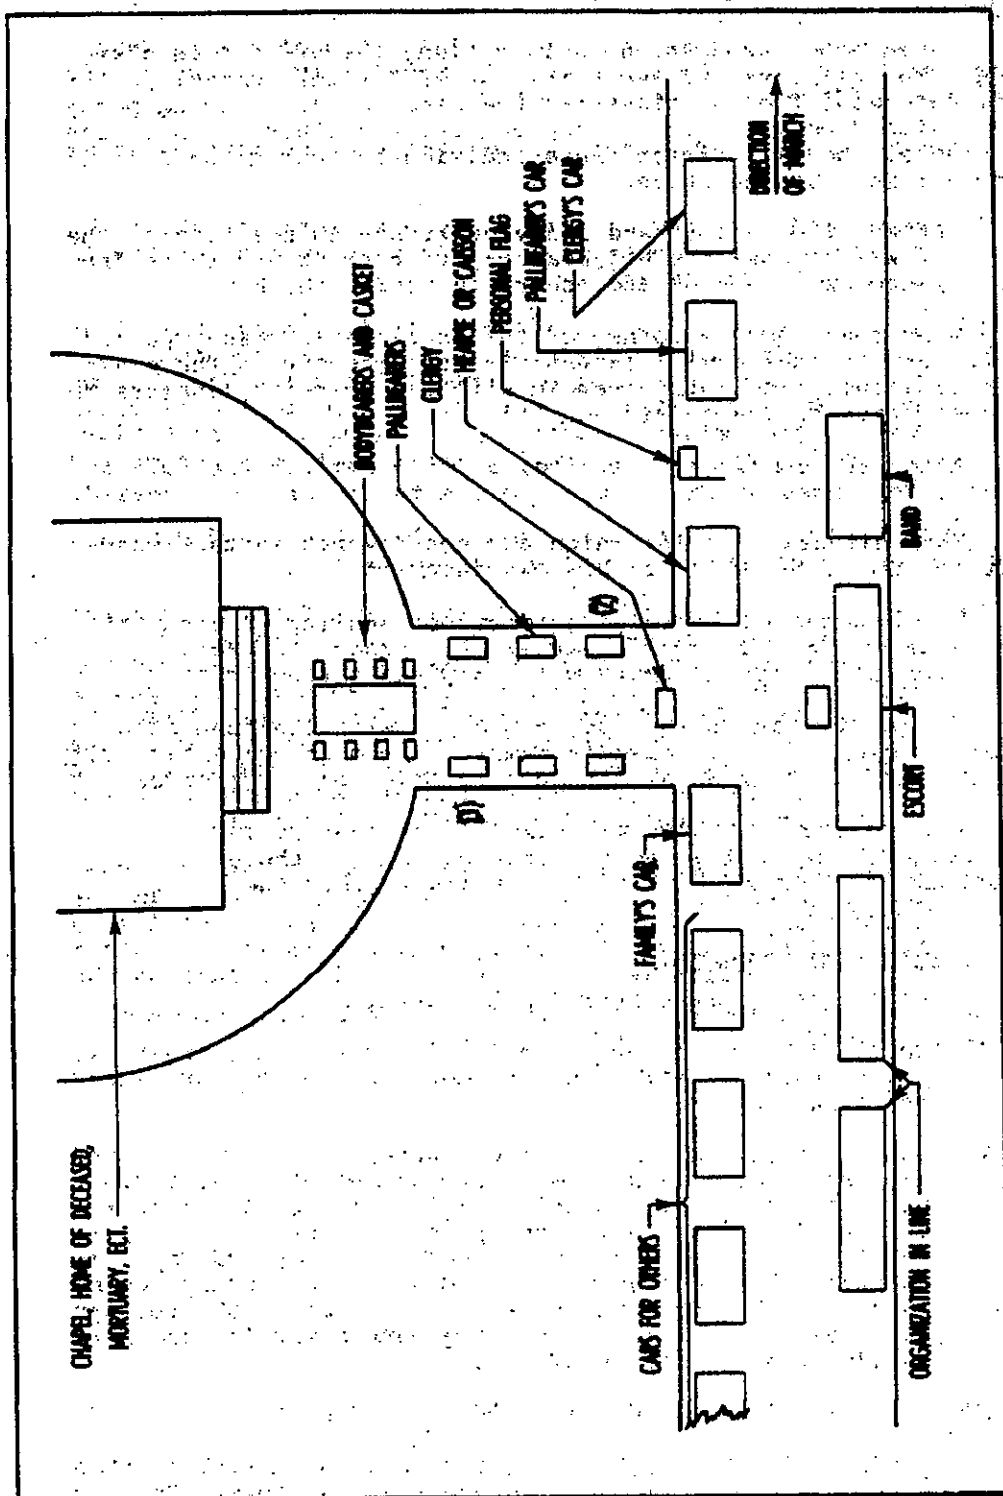 CHAPEL, HOME OF DECEASED,
MORTUARY, ECT.
BODYBEARERS AND CASKET
PALLBEARERS
CLERGY
HEARSE OR CAISSON
PERSONAL FLAG
PALLBEARER'S CAR
CLERGY'S CAR
DIRECTION
OF MARCH
(1)
(2)
FAMILY'S CAR
CARS FOR OTHERS
BAND
ESCORT
ORGANIZATION IN LINE